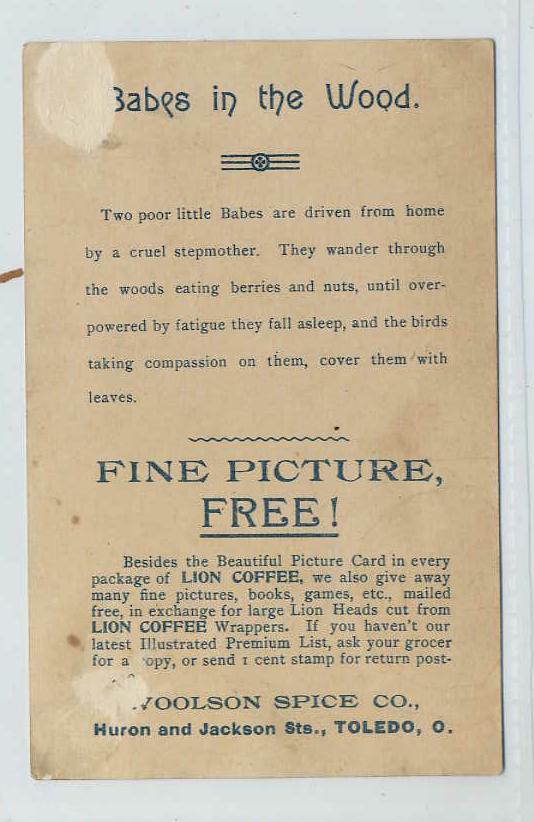 Babes in the Wood.
Two poor little Babes are driven from home
by a cruel stepmother. They wander through
the woods eating berries and nuts, until over-
powered by fatigue they fall asleep, and the birds
taking compassion on them, cover them with
leaves.
FINE PICTURE,
FREE!
Besides the Beautiful Picture Card in every
package of LION COFFEE, we also give away
many fine pictures, books, games, etc., mailed
free, in exchange for large Lion Heads cut from
LION COFFEE Wrappers. If you haven't our
latest Illustrated Premium List, ask your grocer
for a opy, or send 1 cent stamp for return post-
WOOLSON SPICE CO.,
Huron and Jackson Sts., TOLEDO, O.